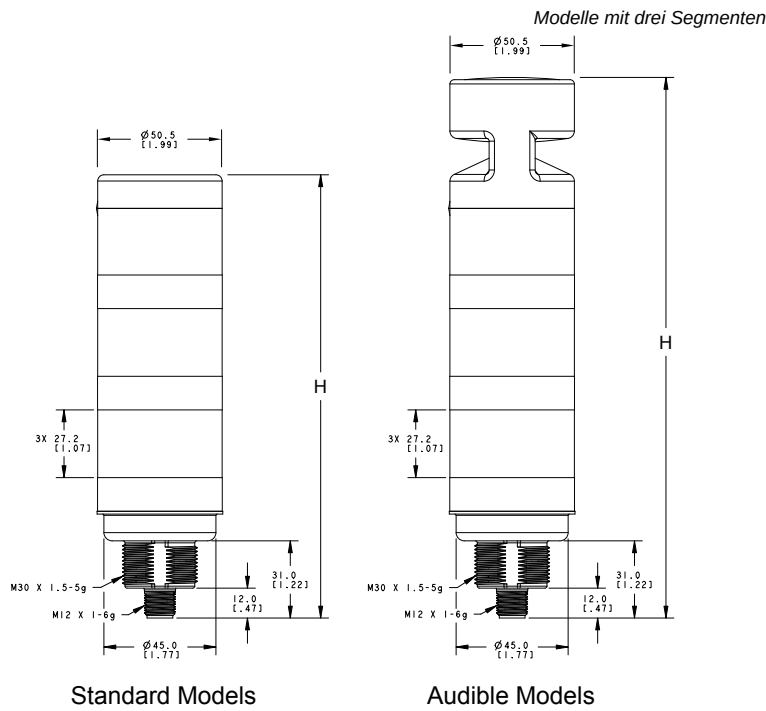 Modelle mit drei Segmenten
Ø50.5
[1.99]
Ø50.5
[1.99]
H
H
3X 27.2
[1.07]
3X 27.2
[1.07]
31.0
[1.22]
31.0
[1.22]
M30 X 1.5-5g
M30 X 1.5-5g
12.0
[.47]
12.0
[.47]
M12 X 1-6g
M12 X 1-6g
Ø45.0
[1.77]
Ø45.0
[1.77]
Standard Models
Audible Models